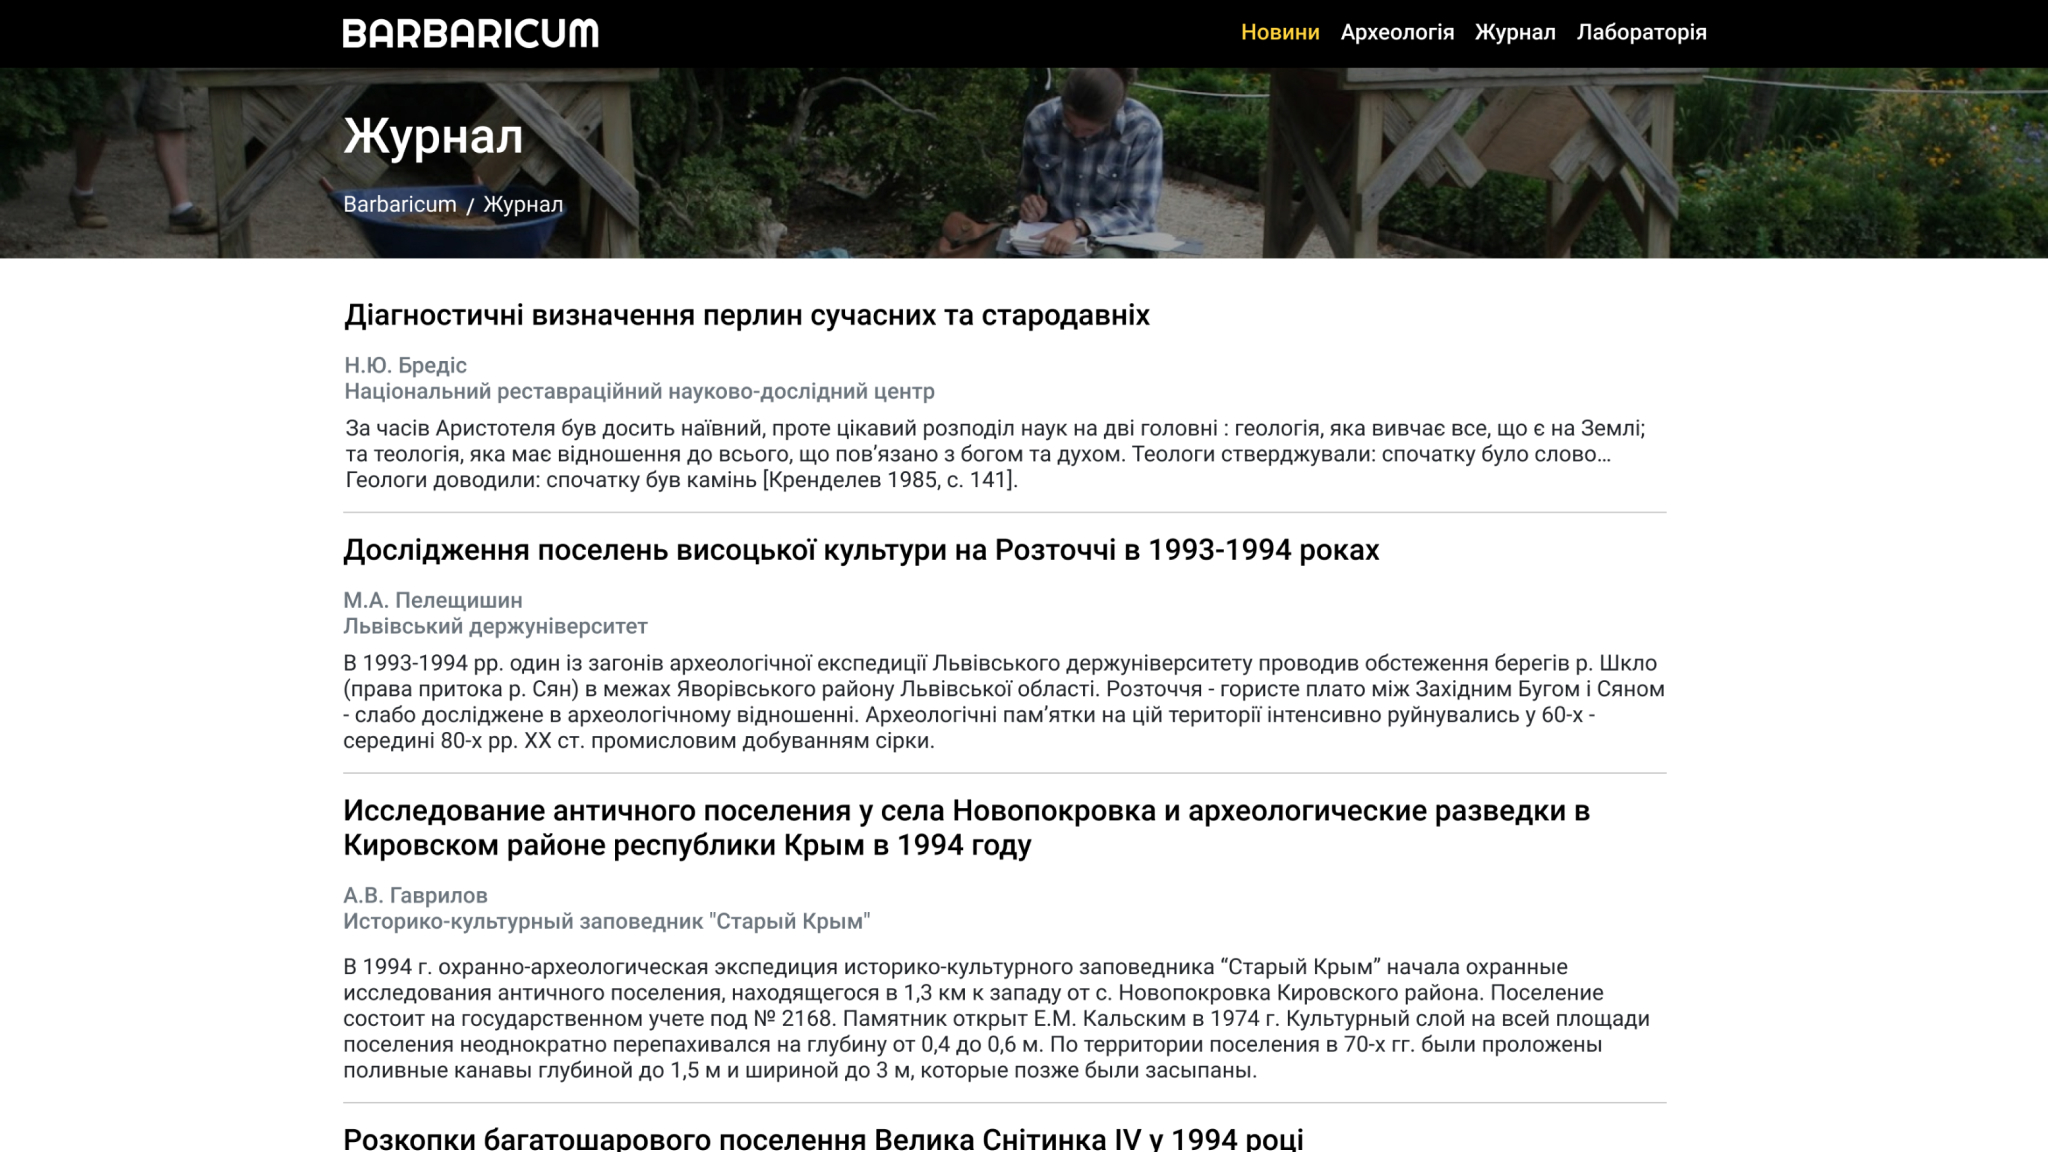 BARBARICUM
Новини Археологія Журнал Лабораторія
Журнал
Barbaricum / Журнал
Діагностичні визначення перлин сучасних та стародавніх
Н.Ю. Бредіс
Національний реставраційний науково-дослідний центр
За часів Аристотеля був досить наївний, проте цікавий розподіл наук на дві головні : геологія, яка вивчає все, що є на Землі;
та теологія, яка має відношення до всього, що пов’язано з богом та духом. Теологи стверджували: спочатку було слово…
Геологи доводили: спочатку був камінь [Кренделев 1985, с. 141].
Дослідження поселень висоцької культури на Розточчі в 1993-1994 роках
М.А. Пелещишин
Львівський держуніверситет
В 1993-1994 рр. один із загонів археологічної експедиції Львівського держуніверситету проводив обстеження берегів р. Шкло
(права притока р. Сян) в межах Яворівського району Львівської області. Розточчя - гористе плато між Західним Бугом і Сяном
- слабо досліджене в археологічному відношенні. Археологічні пам’ятки на цій території інтенсивно руйнувались у 60-х -
середині 80-х рр. XX ст. промисловим добуванням сірки.
Исследование античного поселения у села Новопокровка и археологические разведки в
Кировском районе республики Крым в 1994 году
А.В. Гаврилов
Историко-культурный заповедник "Старый Крым"
В 1994 г. охранно-археологическая экспедиция историко-культурного заповедника “Старый Крым” начала охранные
исследования античного поселения, находящегося в 1,3 км к западу от с. Новопокровка Кировского района. Поселение
состоит на государственном учете под № 2168. Памятник открыт Е.М. Кальским в 1974 г. Культурный слой на всей площади
поселения неоднократно перепахивался на глубину от 0,4 до 0,6 м. По территории поселения в 70-х гг. были проложены
поливные канавы глубиной до 1,5 м и шириной до 3 м, которые позже были засыпаны.
Розкопки багатошарового поселення Велика Снітинка IV у 1994 році